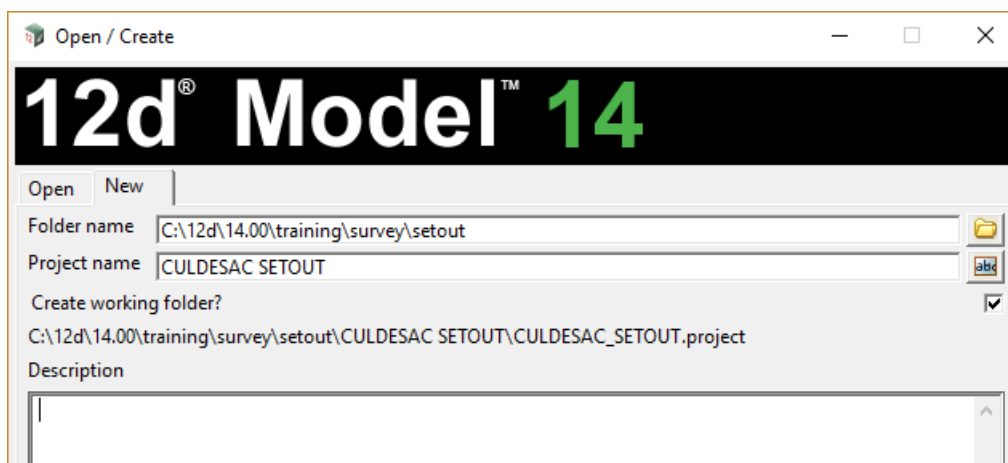 Open / Create
12d® Model™ 14
Open New
Folder name C:\12d\14.00\training\survey\setout
Project name CULDESAC SETOUT abc
Create working folder?
C:\12d\14.00\training\survey\setout\CULDESAC SETOUT\CULDESAC_SETOUT.project
Description